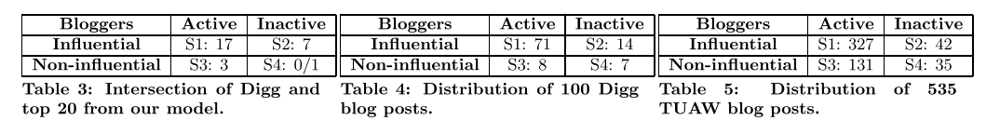 Bloggers Active Inactive
Influential S1: 17 S2: 7
Non-influential S3: 3 S4: 0/1
Table 3: Intersection of Digg and
top 20 from our model.
Bloggers Active Inactive
Influential S1: 71 S2: 14
Non-influential S3: 8 S4: 7
Table 4: Distribution of 100 Digg
blog posts.
Bloggers Active Inactive
Influential S1: 327 S2: 42
Non-influential S3: 131 S4: 35
Table 5: Distribution of 535
TUAW blog posts.